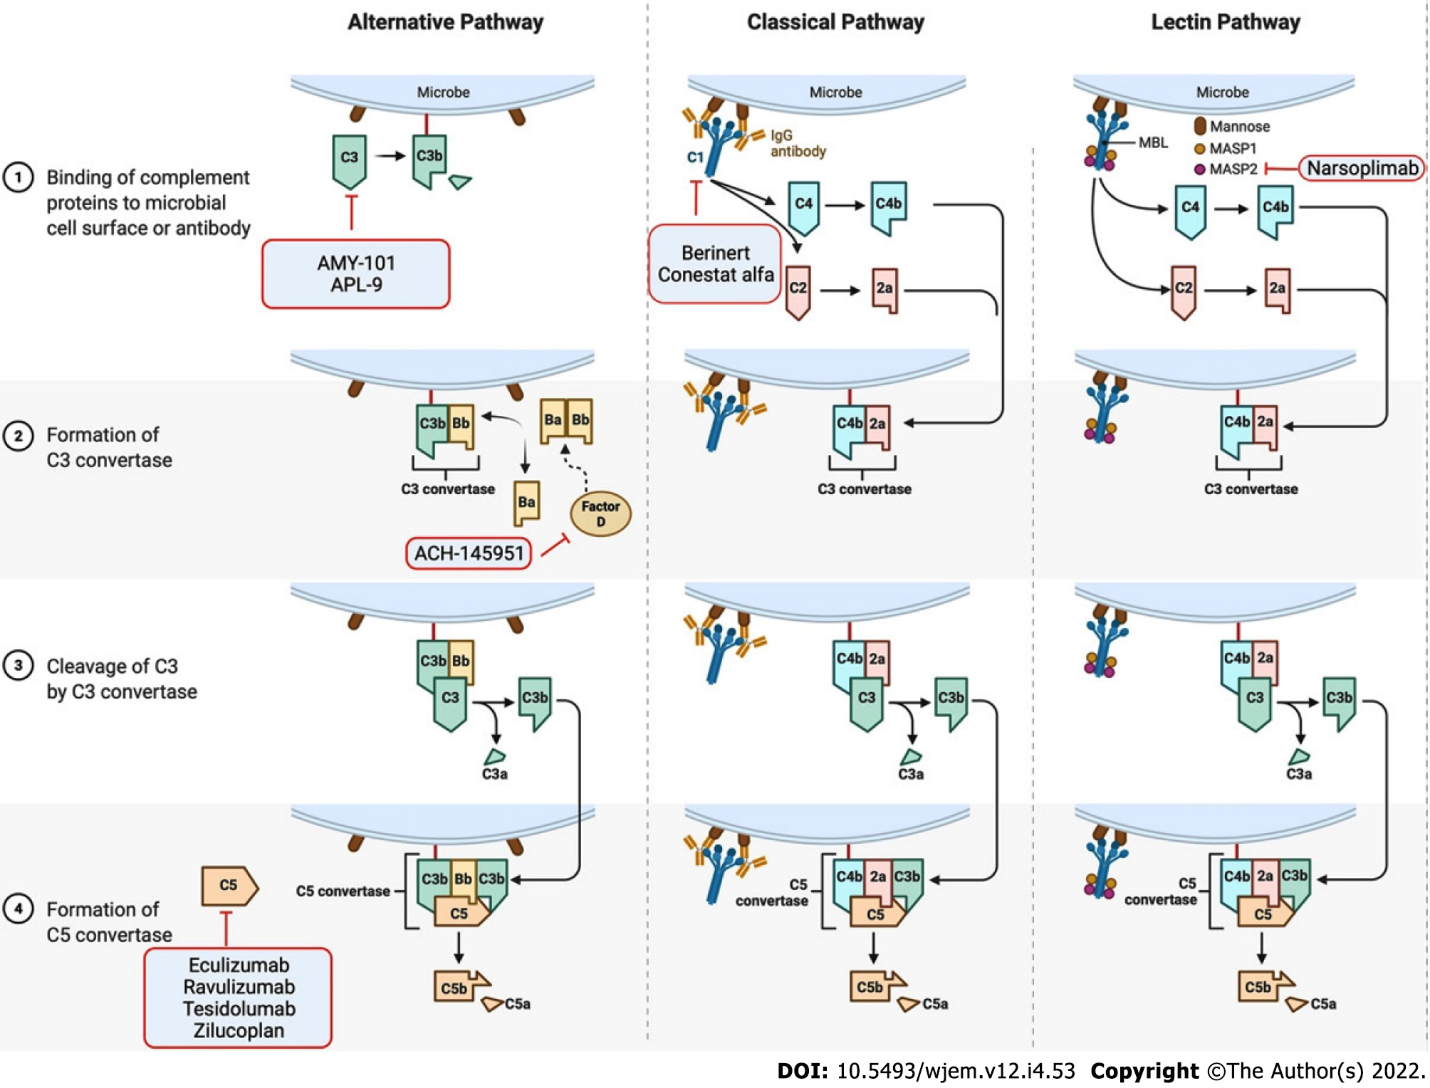 Alternative Pathway
Classical Pathway
Lectin Pathway
1
Binding of complement
proteins to microbial
cell surface or antibody
Microbe
C3
C3b
AMY-101
APL-9
Microbe
IgG
antibody
C1
C4
C4b
Berinert
Conestat alfa
C2
2a
Microbe
MBL
Mannose
MASP1
MASP2
Narsoplimab
C4
C4b
C2
2a
2
Formation of
C3 convertase
C3b
Bb
Ba
Bb
C3 convertase
Ba
Factor
D
ACH-145951
C4b
2a
C3 convertase
C4b
2a
C3 convertase
3
Cleavage of C3
by C3 convertase
C3b
Bb
C3
C3b
C3a
C4b
2a
C3
C3b
C3a
C4b
2a
C3
C3b
C3a
4
Formation of
C5 convertase
C5
Eculizumab
Ravulizumab
Tesidolumab
Zilucoplan
C5 convertase
C3b
Bb
C3b
C5
C5b
C5a
C5
convertase
C4b
2a
C3b
C5
C5b
C5a
C5
convertase
C4b
2a
C3b
C5
C5b
C5a
DOI: 10.5493/wjem.v12.i4.53 Copyright ©The Author(s) 2022.